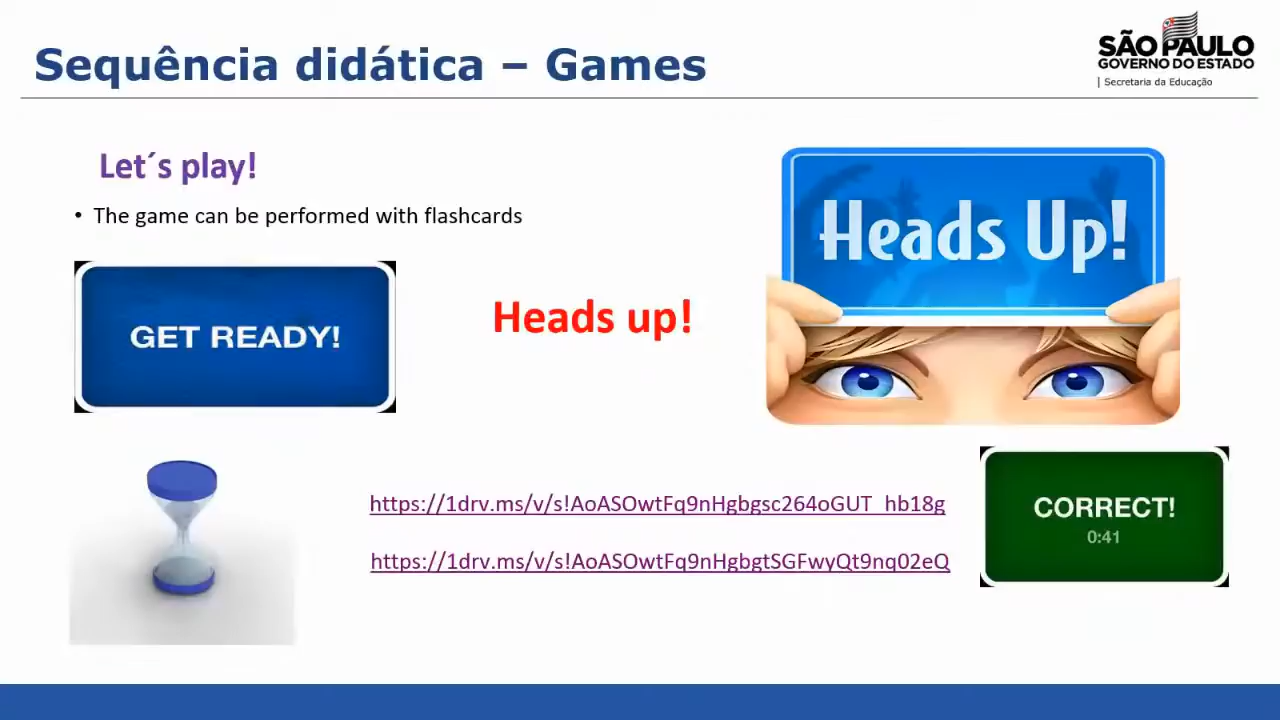 Sequência didática – Games
SÃO PAULO
GOVERNO DO ESTADO
| Secretaria da Educação
Let´s play!
• The game can be performed with flashcards
Heads Up!
GET READY!
Heads up!
https://1drv.ms/v/s!AoASOwtFq9nHgbgsc264oGUT_hb18g
CORRECT!
0:41
https://1drv.ms/v/s!AoASOwtFq9nHgbgtSGFwyQt9nq02eQ